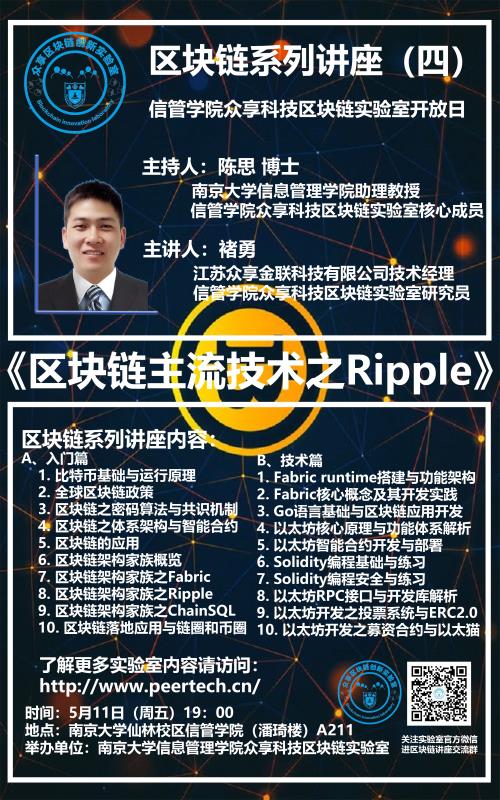 众享区块链创新实验室
Blockchain Innovation laboratory
区块链系列讲座（四）
信管学院众享科技区块链实验室开放日
主持人：陈思 博士
南京大学信息管理学院助理教授
信管学院众享科技区块链实验室核心成员
主讲人：褚勇
江苏众享金联科技有限公司技术经理
信管学院众享科技区块链实验室研究员
《区块链主流技术之Ripple》
区块链系列讲座内容：
A、入门篇
1. 比特币基础与运行原理
2. 全球区块链政策
3. 区块链之密码算法与共识机制
4. 区块链之体系架构与智能合约
5. 区块链的应用
6. 区块链架构家族概览
7. 区块链架构家族之Fabric
8. 区块链架构家族之Ripple
9. 区块链架构家族之ChainSQL
10. 区块链落地应用与链圈和币圈
B、技术篇
1. Fabric runtime搭建与功能架构
2. Fabric核心概念及其开发实践
3. Go语言基础与区块链应用开发
4. 以太坊核心原理与功能体系解析
5. 以太坊智能合约开发与部署
6. Solidity编程基础与练习
7. Solidity编程安全与练习
8. 以太坊RPC接口与开发库解析
9. 以太坊开发之投票系统与ERC2.0
10. 以太坊开发之募资合约与以太猫
了解更多实验室内容请访问：
http://www.peertech.cn/
时间：5月11日（周五）19：00
地点：南京大学仙林校区信管学院（潘琦楼）A211
举办单位：南京大学信息管理学院众享科技区块链实验室
众享区块链创新实验室
Blockchain Innovation laboratory
关注实验室官方微信
进区块链讲座交流群